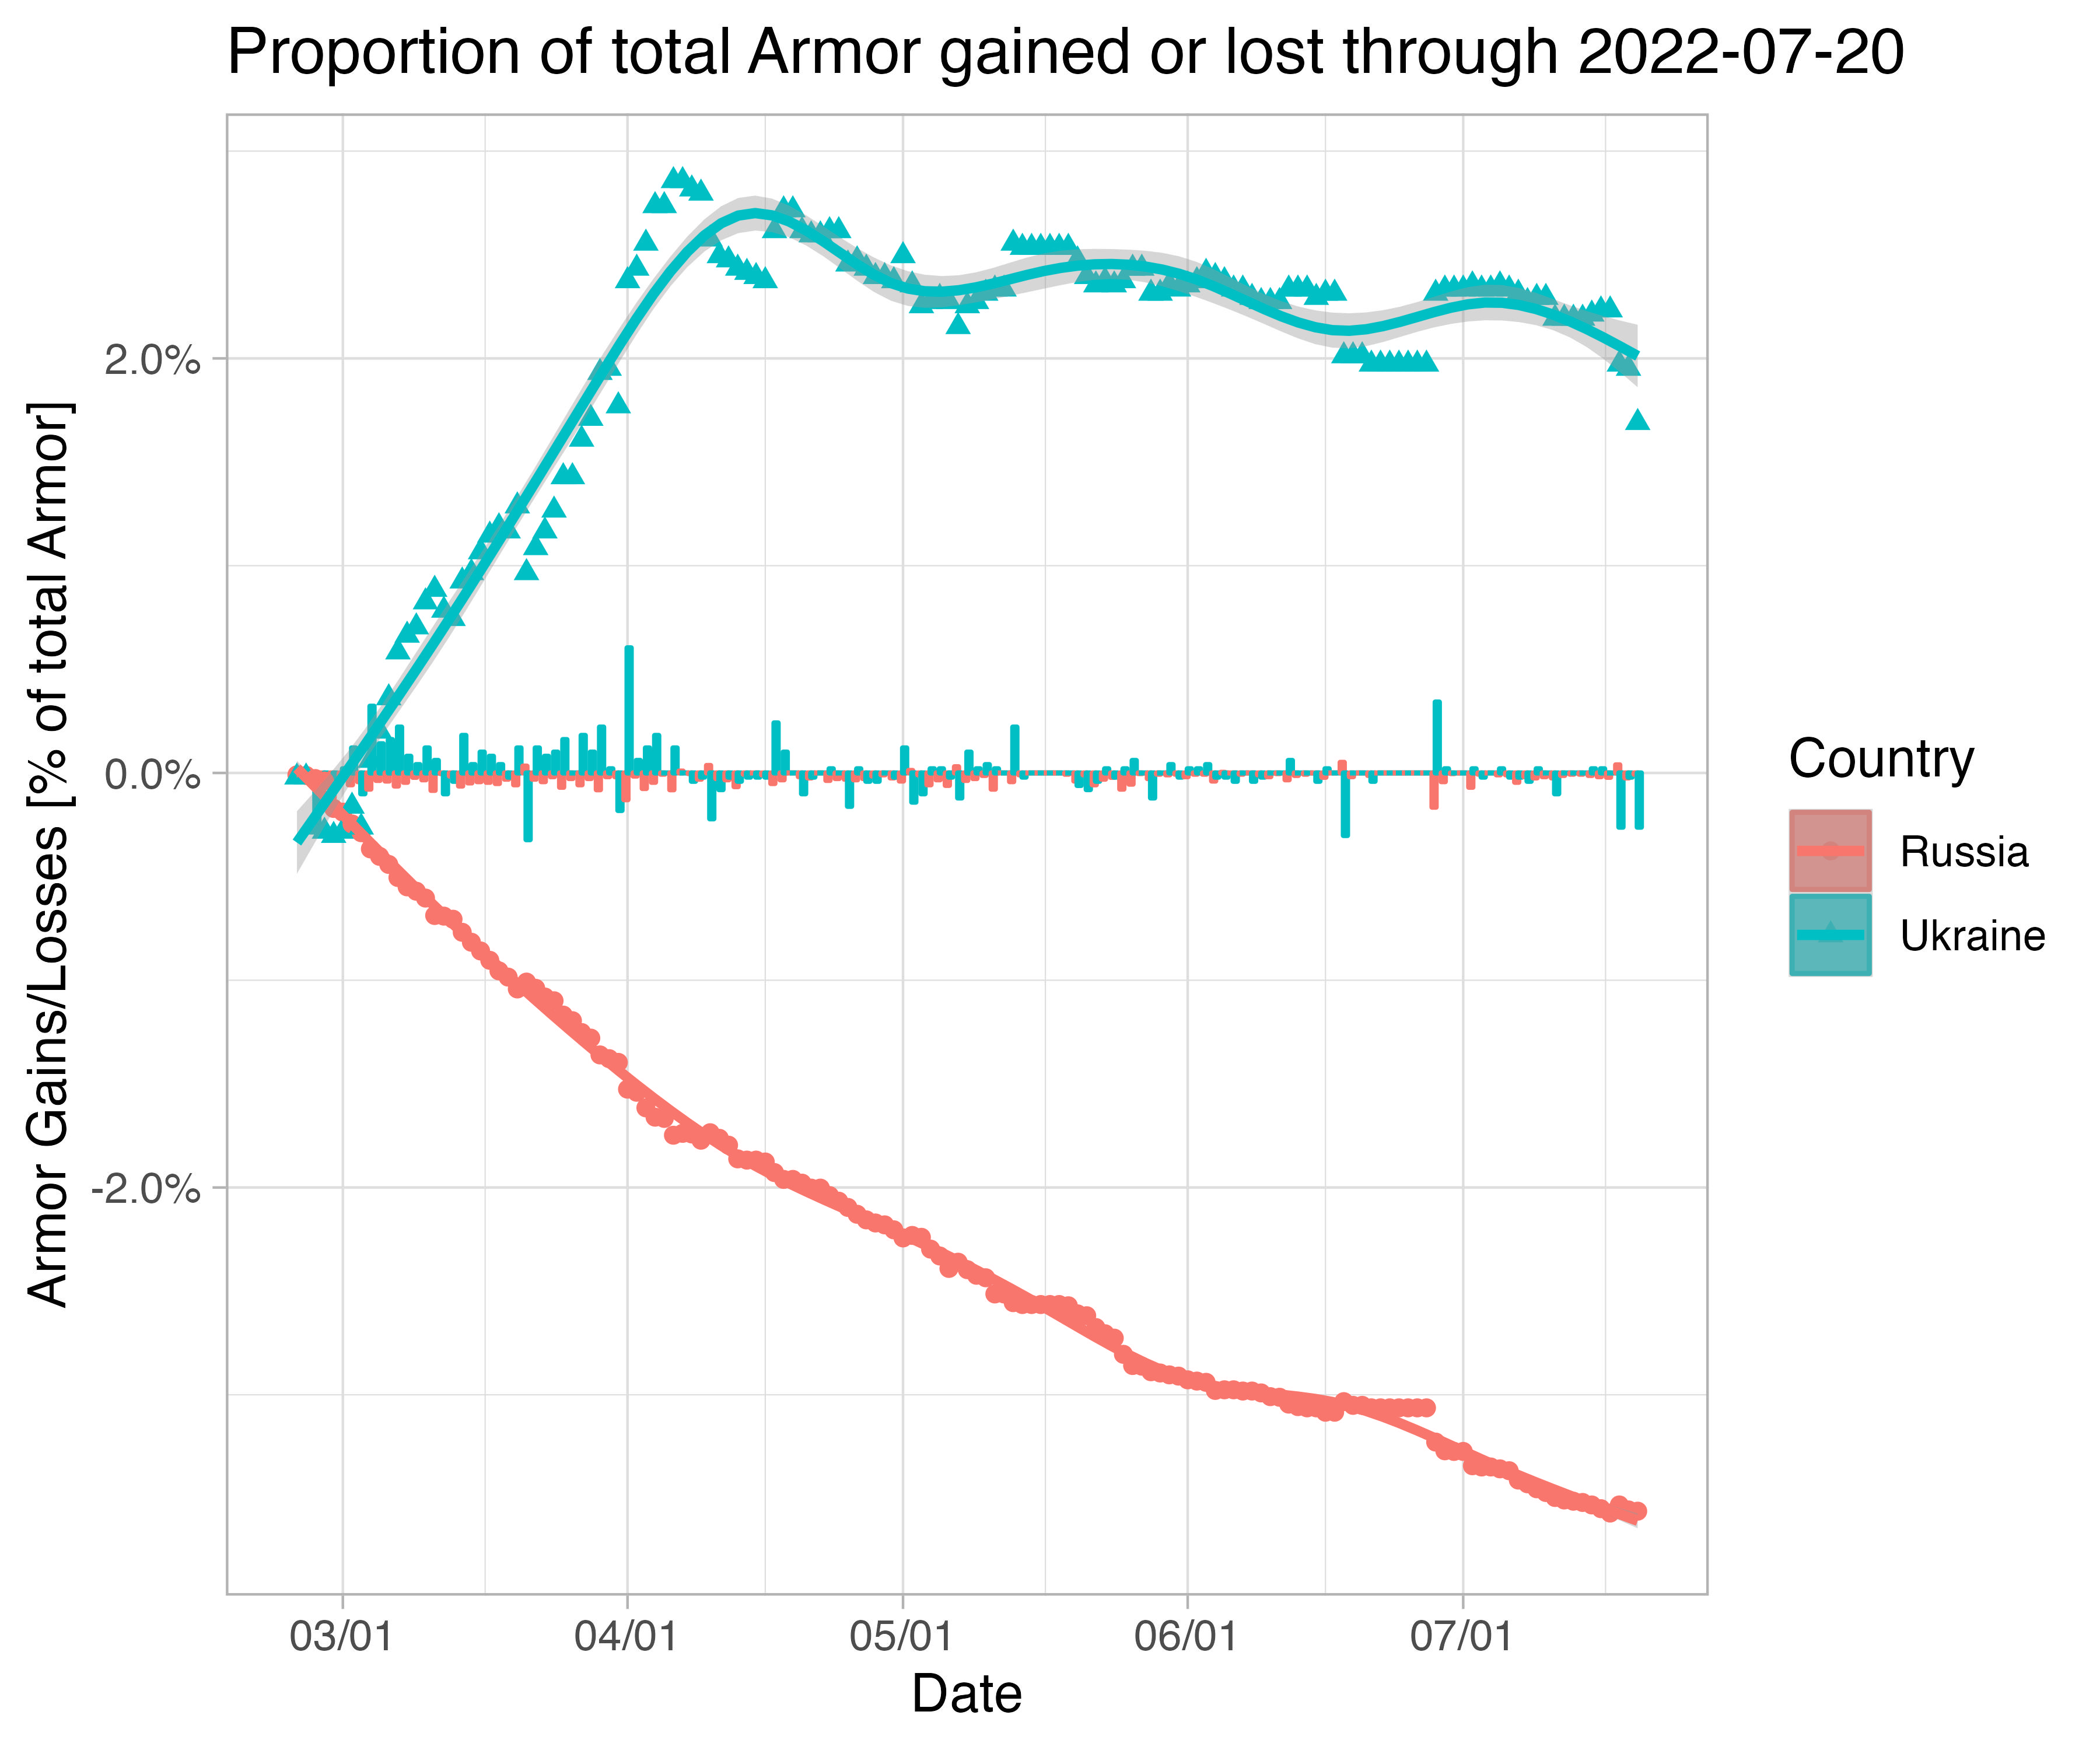 Proportion of total Armor gained or lost through 2022-07-20
Armor Gains/Losses [% of total Armor]
2.0%
0.0%
-2.0%
03/01
04/01
05/01
06/01
07/01
Date
Country
Russia
Ukraine